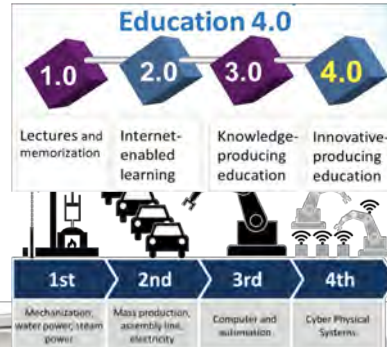 Education 4.0
1.0
2.0
3.0
4.0
Lectures and
memorization
Internet-
enabled
learning
Knowledge-
producing
education
Innovative-
producing
education
1st
2nd
3rd
4th
Mechanization,
water power, steam
power
Mass production,
assembly line,
electricity
Computer and
automation
Cyber Physical
Systems